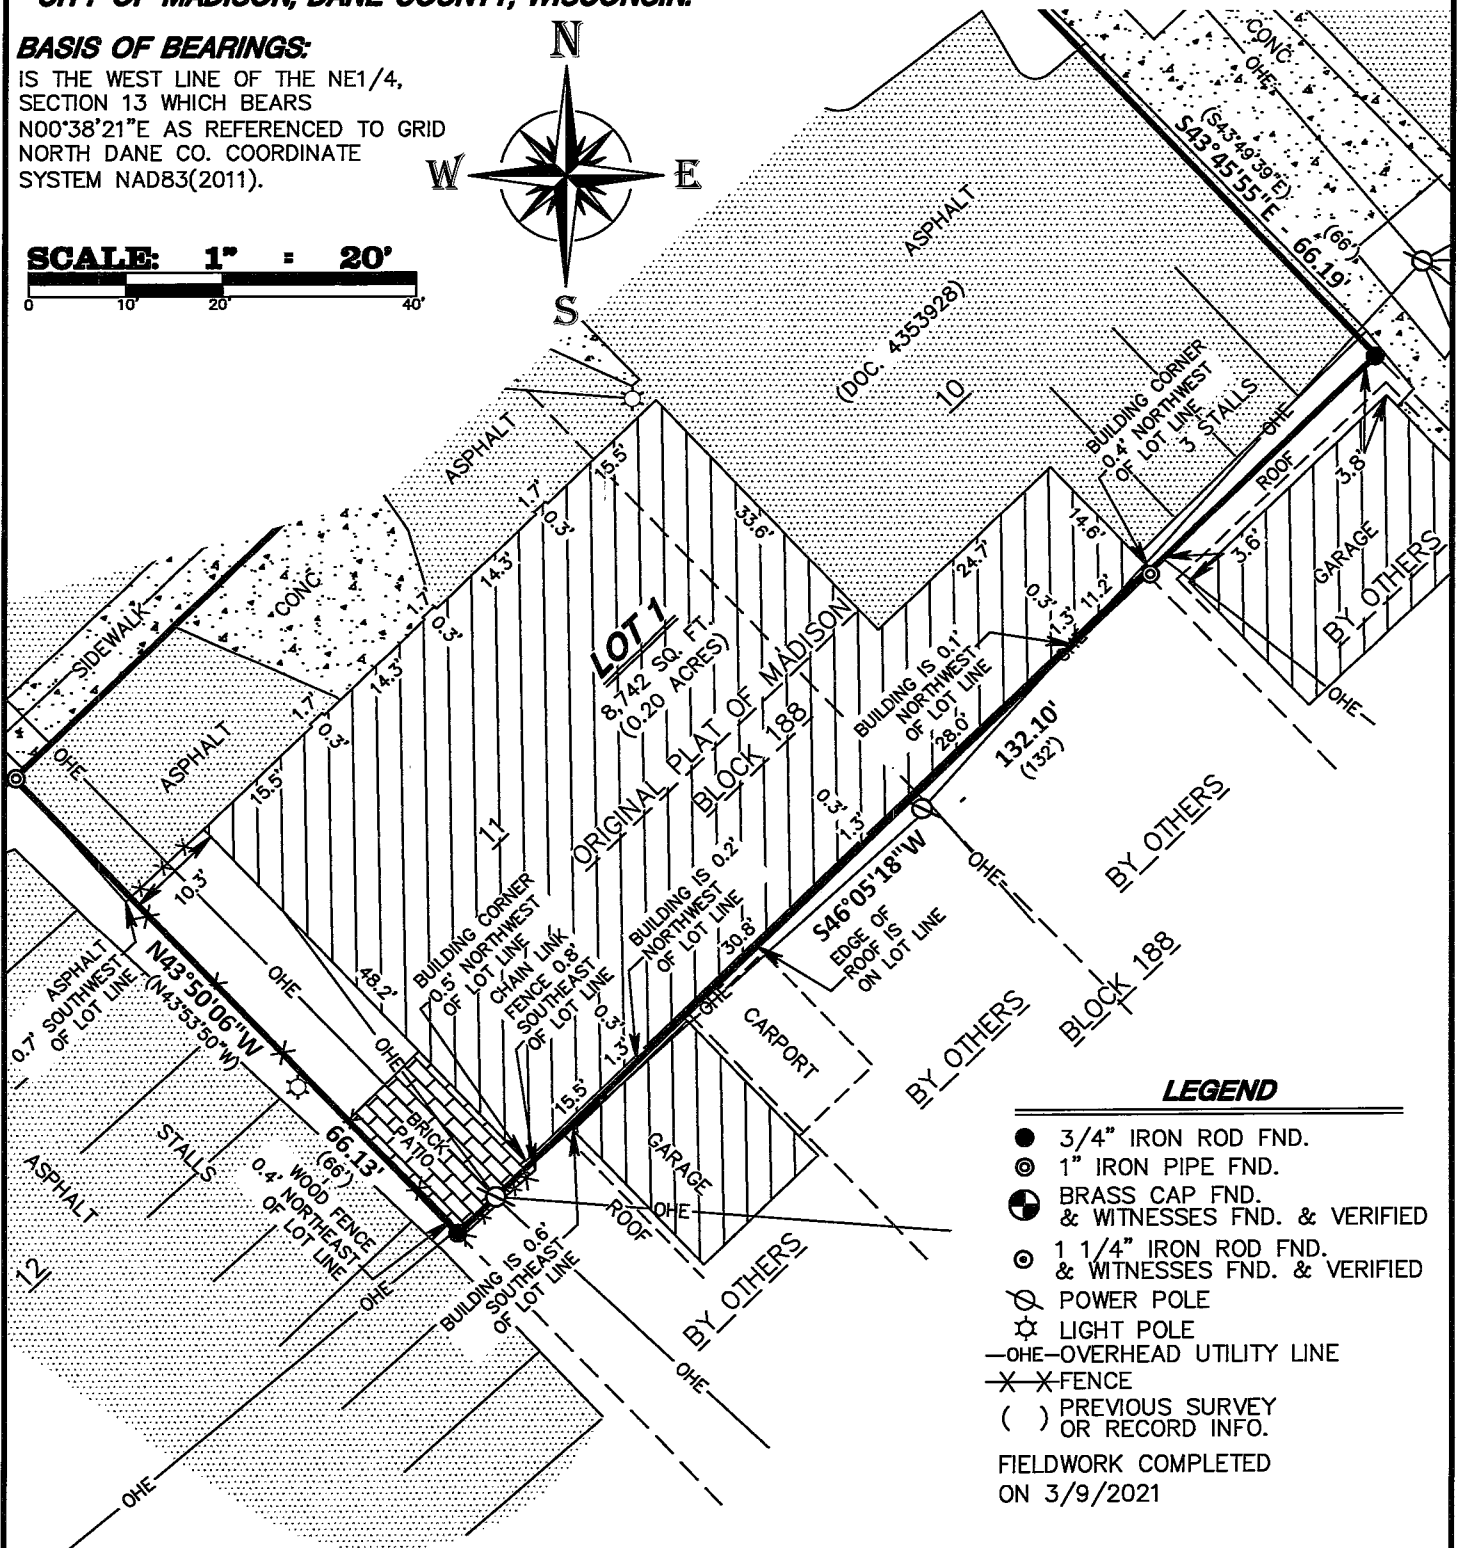 CITY OF MADISON, DANE COUNTY, WISCONSIN.
BASIS OF BEARINGS:
IS THE WEST LINE OF THE NE1/4,
SECTION 13 WHICH BEARS
N00°38'21"E AS REFERENCED TO GRID
NORTH DANE CO. COORDINATE
SYSTEM NAD83(2011).
N
W
E
S
SCALE: 1" = 20'
0 10' 20' 40'
CONC.
OHE
(S43°49'39"E)
S43°45'55"E - 66.19'
(66')
ASPHALT
(DOC. 4353928)
10
BUILDING CORNER
0.4' NORTHWEST
OF LOT LINE
3 STALLS
OHE
ROOF
3.8'
3.6'
GARAGE
BY OTHERS
OHE
ASPHALT
15.5'
1.7'
0.3'
14.3'
33.6'
24.7'
14.6'
0.3'
1.3'
11.2'
OHE
SIDEWALK
CONC.
1.7'
0.3'
14.3'
1.7'
0.3'
LOT 1
8,742 SQ. FT.
(0.20 ACRES)
ORIGINAL PLAT OF MADISON
BLOCK 188
BUILDING IS 0.1'
NORTHWEST
OF LOT LINE
28.0'
132.10'
(132')
OHE
ASPHALT
15.5'
11
0.3'
1.3'
10.3'
BY OTHERS
OHE
S46°05'18"W
BUILDING IS 0.2'
NORTHWEST
OF LOT LINE
30.8'
EDGE OF
ROOF IS
ON LOT LINE
BUILDING CORNER
0.5' NORTHWEST
OF LOT LINE
CHAIN LINK
FENCE 0.8'
SOUTHEAST
OF LOT LINE
0.3'
1.3'
48.2'
OHE
OHE
OHE
ASPHALT
0.7' SOUTHWEST
OF LOT LINE
N43°50'06"W
(N43°53'50"W)
66.13'
(66')
BLOCK 188
BY OTHERS
CARPORT
15.5'
BRICK
PATIO
GARAGE
STALLS
ASPHALT
WOOD FENCE
0.4' NORTHEAST
OF LOT LINE
12
OHE
ROOF
OHE
BUILDING IS 0.6'
SOUTHEAST
OF LOT LINE
BY OTHERS
OHE
OHE
LEGEND
3/4" IRON ROD FND.
1" IRON PIPE FND.
BRASS CAP FND.
& WITNESSES FND. & VERIFIED
1 1/4" IRON ROD FND.
& WITNESSES FND. & VERIFIED
POWER POLE
LIGHT POLE
—OHE—OVERHEAD UTILITY LINE
FENCE
( ) PREVIOUS SURVEY
OR RECORD INFO.
FIELDWORK COMPLETED
ON 3/9/2021